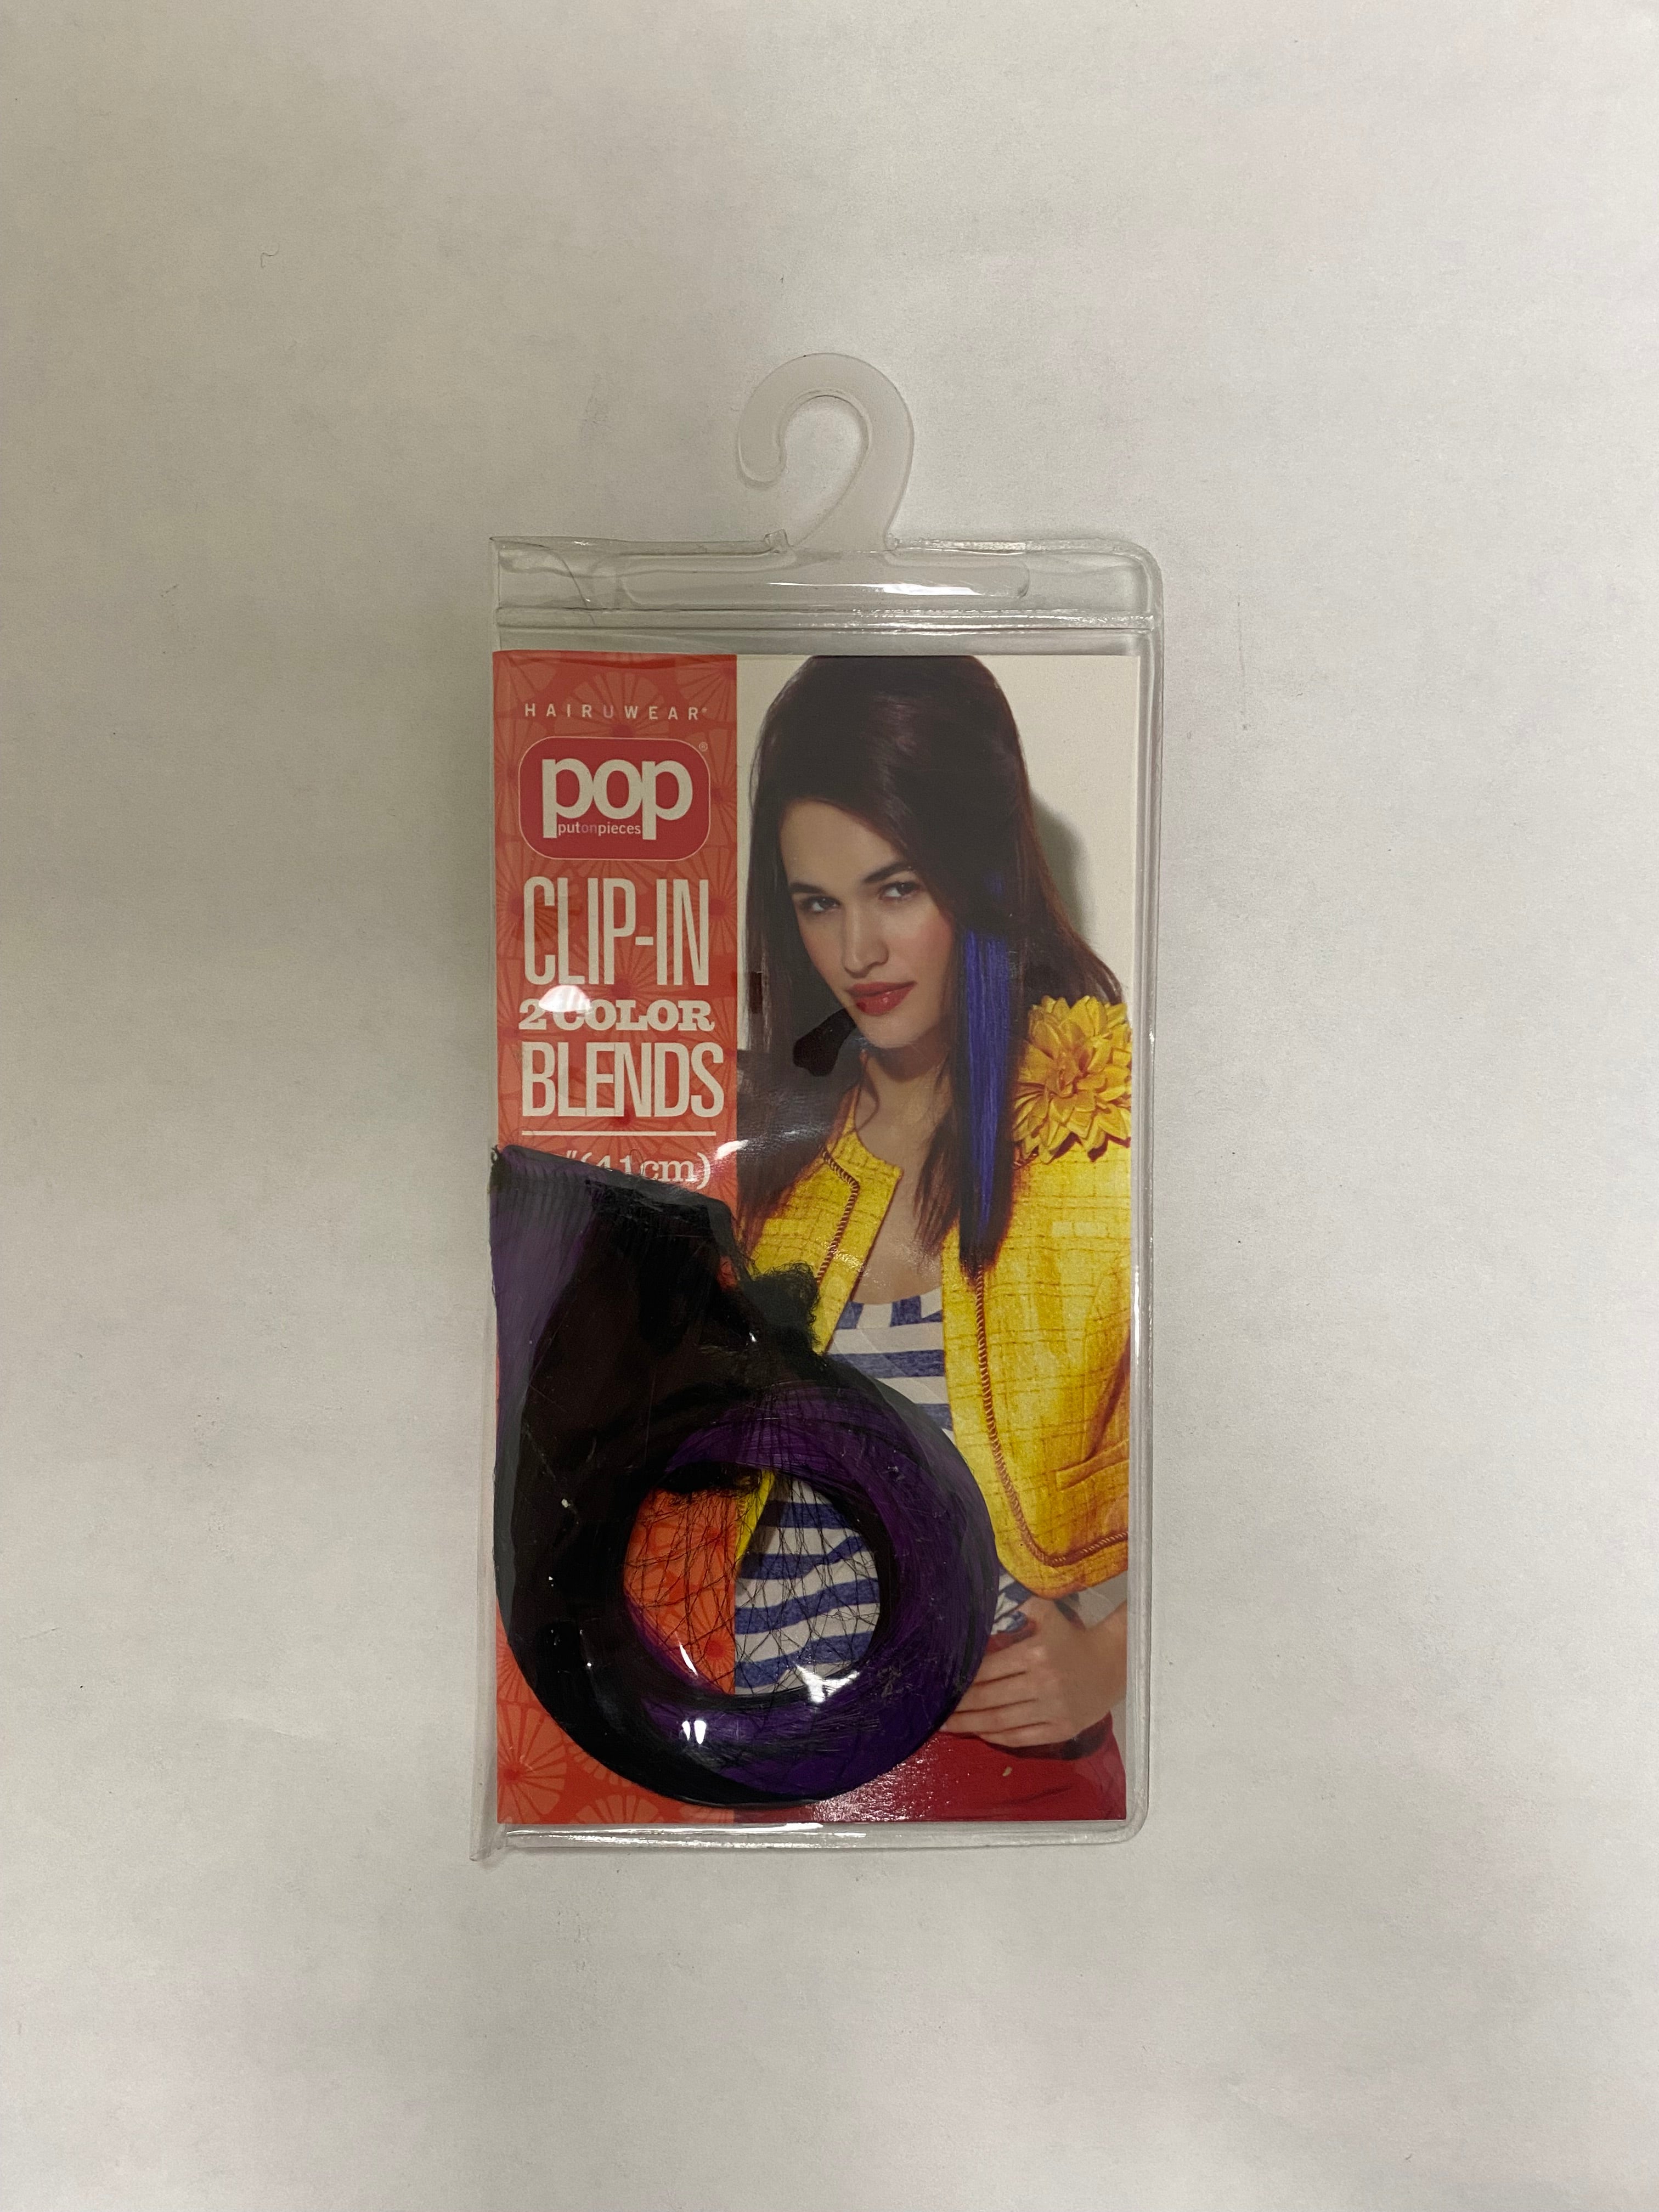 HAIRUWEAR®
pop®
putonpieces
CLIP-IN
2 COLOR
BLENDS
"(41cm)